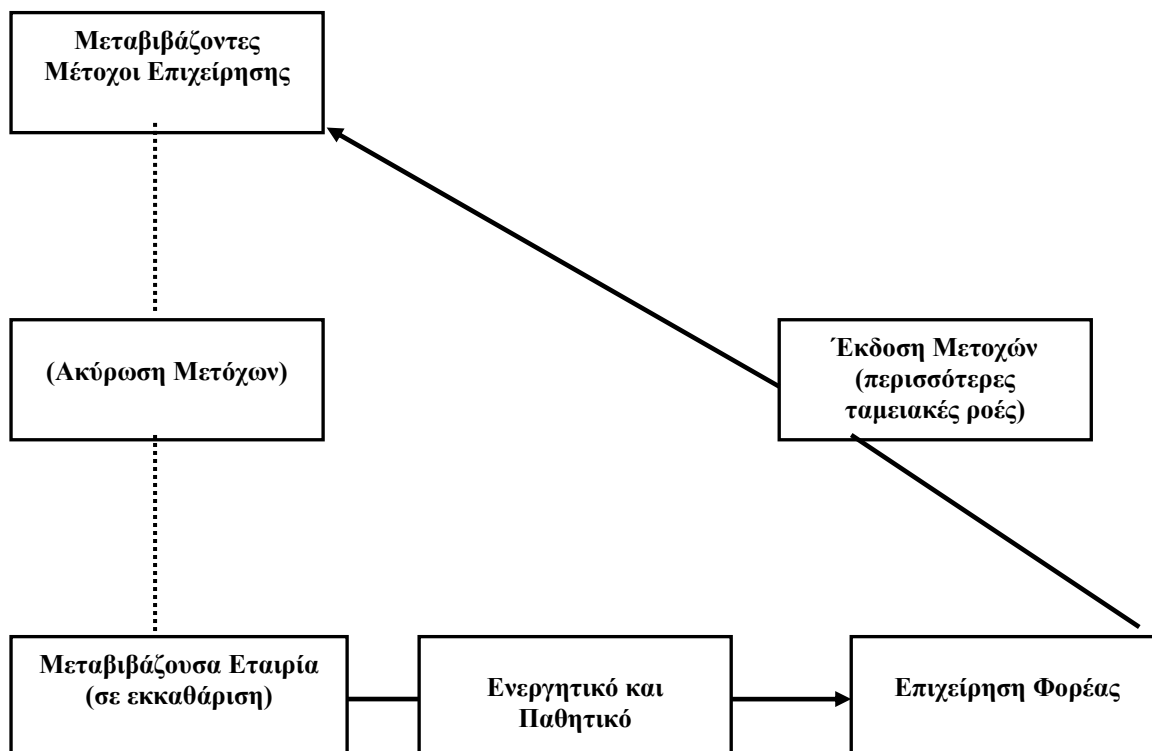 Μεταβιβάζοντες
Μέτοχοι Επιχείρησης
(Ακύρωση Μετόχων)
Έκδοση Μετοχών
(περισσότερες
ταμειακές ροές)
Μεταβιβάζουσα Εταιρία
(σε εκκαθάριση)
Ενεργητικό και
Παθητικό
Επιχείρηση Φορέας